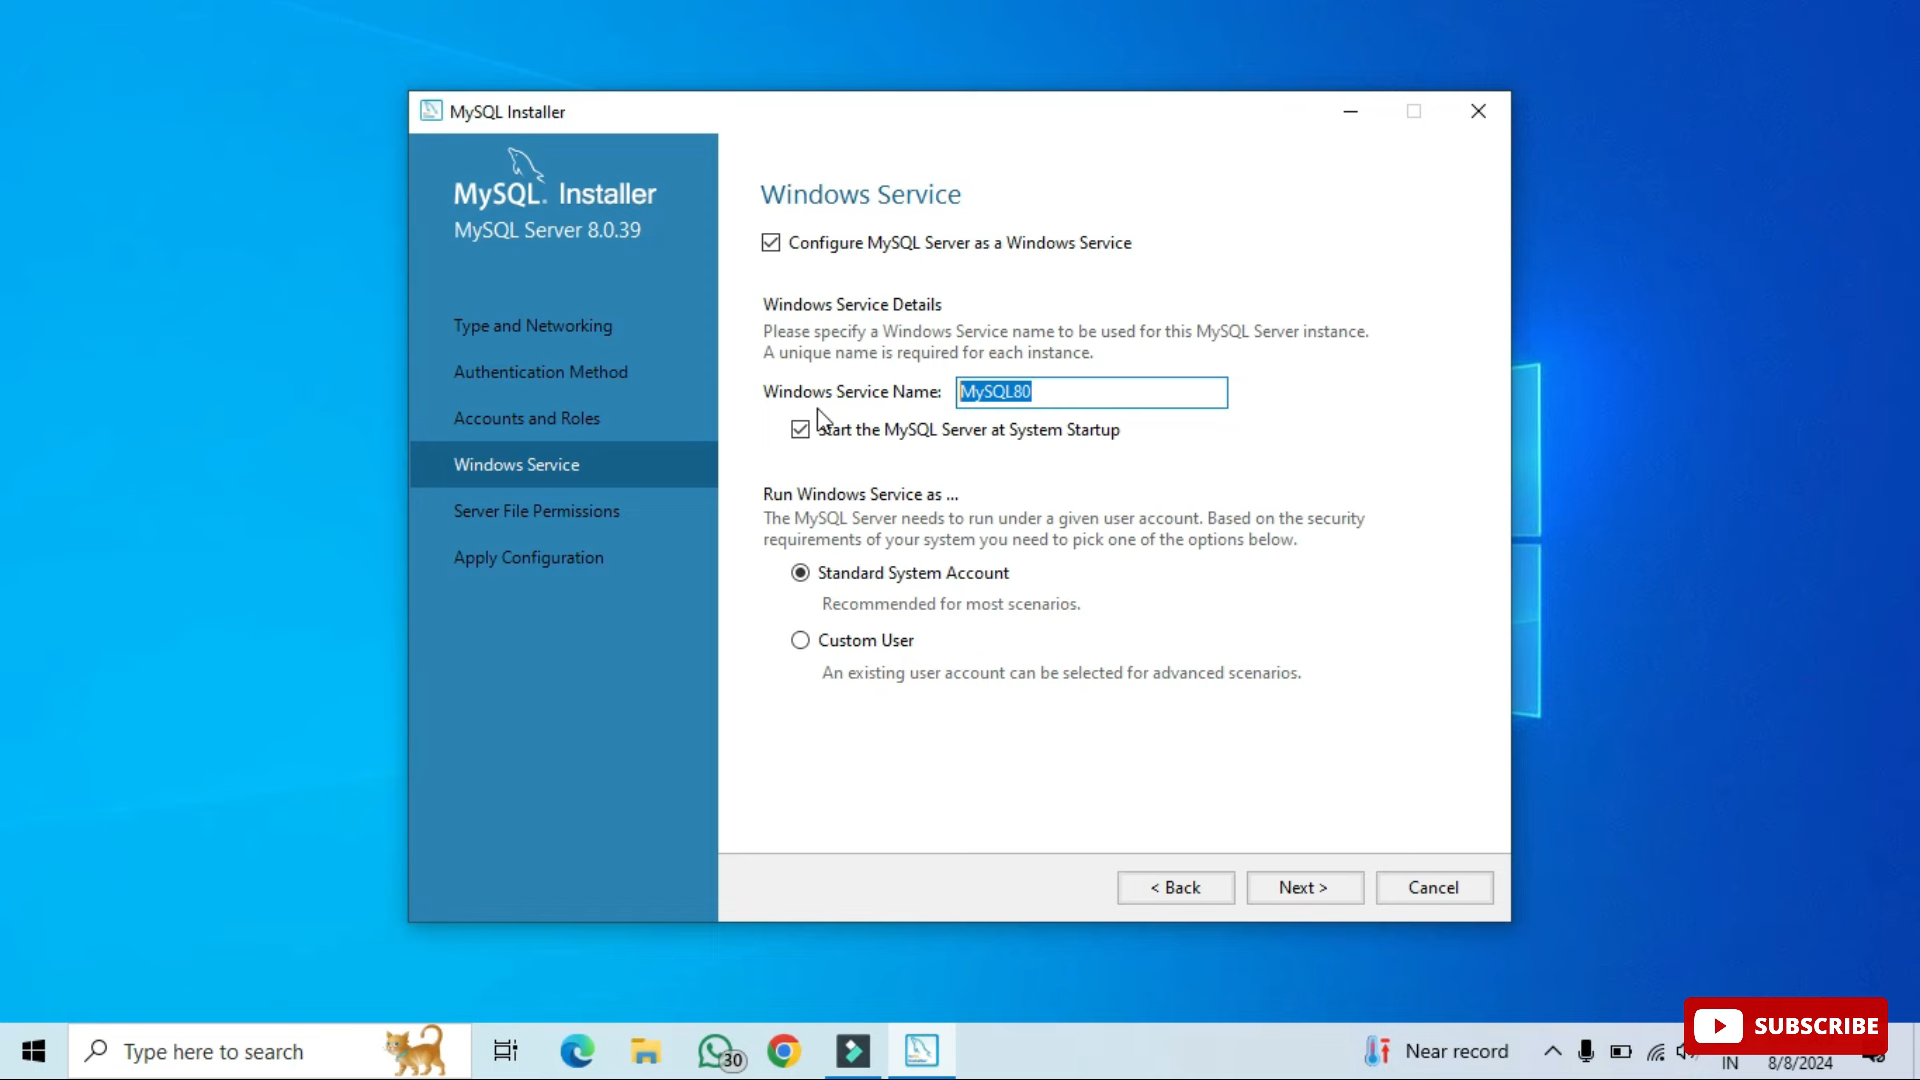 MySQL Installer
MySQL. Installer
MySQL Server 8.0.39
Type and Networking
Authentication Method
Accounts and Roles
Windows Service
Server File Permissions
Apply Configuration
Windows Service
Configure MySQL Server as a Windows Service
Windows Service Details
Please specify a Windows Service name to be used for this MySQL Server instance.
A unique name is required for each instance.
Windows Service Name: MySQL80
Start the MySQL Server at System Startup
Run Windows Service as ...
The MySQL Server needs to run under a given user account. Based on the security
requirements of your system you need to pick one of the options below.
Standard System Account
Recommended for most scenarios.
Custom User
An existing user account can be selected for advanced scenarios.
< Back
Next >
Cancel
Type here to search
30
Near record
IN
8/8/2024
SUBSCRIBE